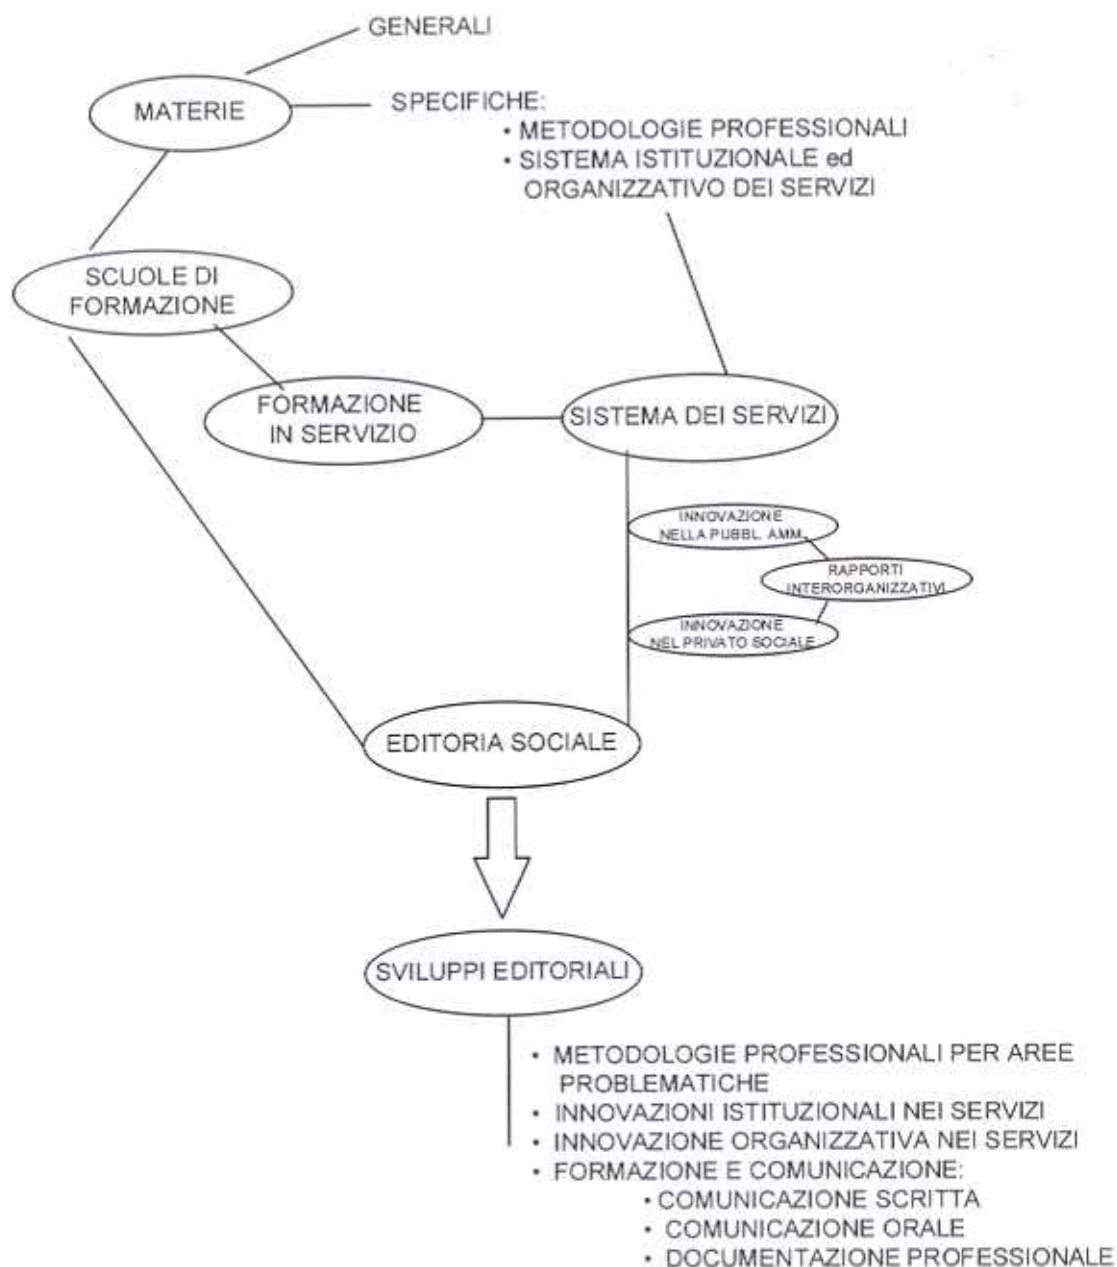 GENERALI
MATERIE
SPECIFICHE:
• METODOLOGIE PROFESSIONALI
• SISTEMA ISTITUZIONALE ed
ORGANIZZATIVO DEI SERVIZI
SCUOLE DI
FORMAZIONE
FORMAZIONE
IN SERVIZIO
SISTEMA DEI SERVIZI
INNOVAZIONE
NELLA PUBBL. AMM.
RAPPORTI
INTERORGANIZZATIVI
INNOVAZIONE
NEL PRIVATO SOCIALE
EDITORIA SOCIALE
SVILUPPI EDITORIALI
• METODOLOGIE PROFESSIONALI PER AREE
PROBLEMATICHE
• INNOVAZIONI ISTITUZIONALI NEI SERVIZI
• INNOVAZIONE ORGANIZZATIVA NEI SERVIZI
• FORMAZIONE E COMUNICAZIONE:
• COMUNICAZIONE SCRITTA
• COMUNICAZIONE ORALE
• DOCUMENTAZIONE PROFESSIONALE